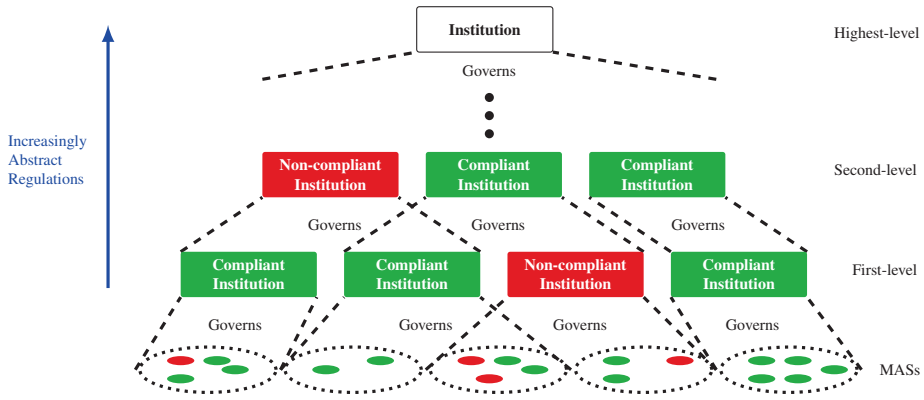 Institution
Highest-level
Governs
Increasingly
Abstract
Regulations
Non-compliant
Institution
Compliant
Institution
Compliant
Institution
Second-level
Governs
Governs
Governs
Compliant
Institution
Compliant
Institution
Non-compliant
Institution
Compliant
Institution
First-level
Governs
Governs
Governs
Governs
MASs